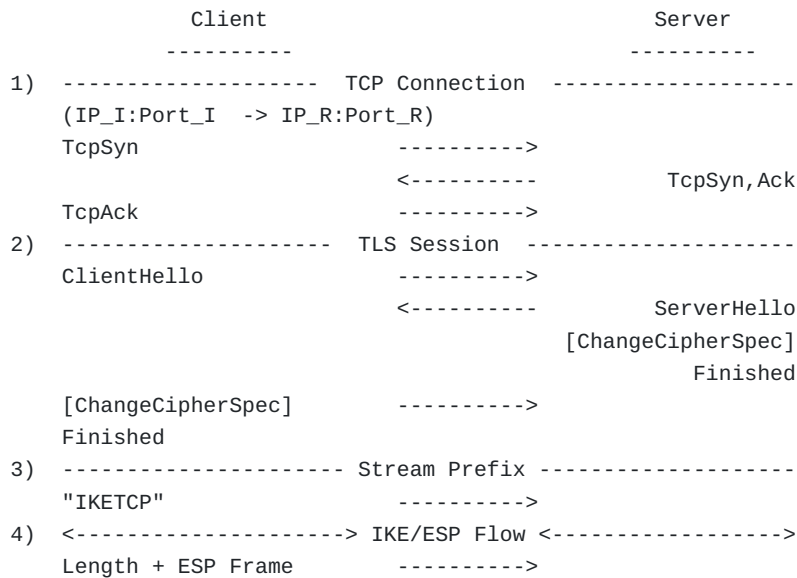 Client                              Server
----------                          ----------
1)  --------------------  TCP Connection  -------------------
(IP_I:Port_I  -> IP_R:Port_R)
TcpSyn                    ---------->
<----------          TcpSyn,Ack
TcpAck                    ---------->
2)  ---------------------  TLS Session  ---------------------
ClientHello               ---------->
<----------         ServerHello
[ChangeCipherSpec]
Finished
[ChangeCipherSpec]        ---------->
Finished
3)  ---------------------- Stream Prefix --------------------
"IKETCP"                  ---------->
4)  <---------------------> IKE/ESP Flow <------------------>
Length + ESP Frame        ---------->